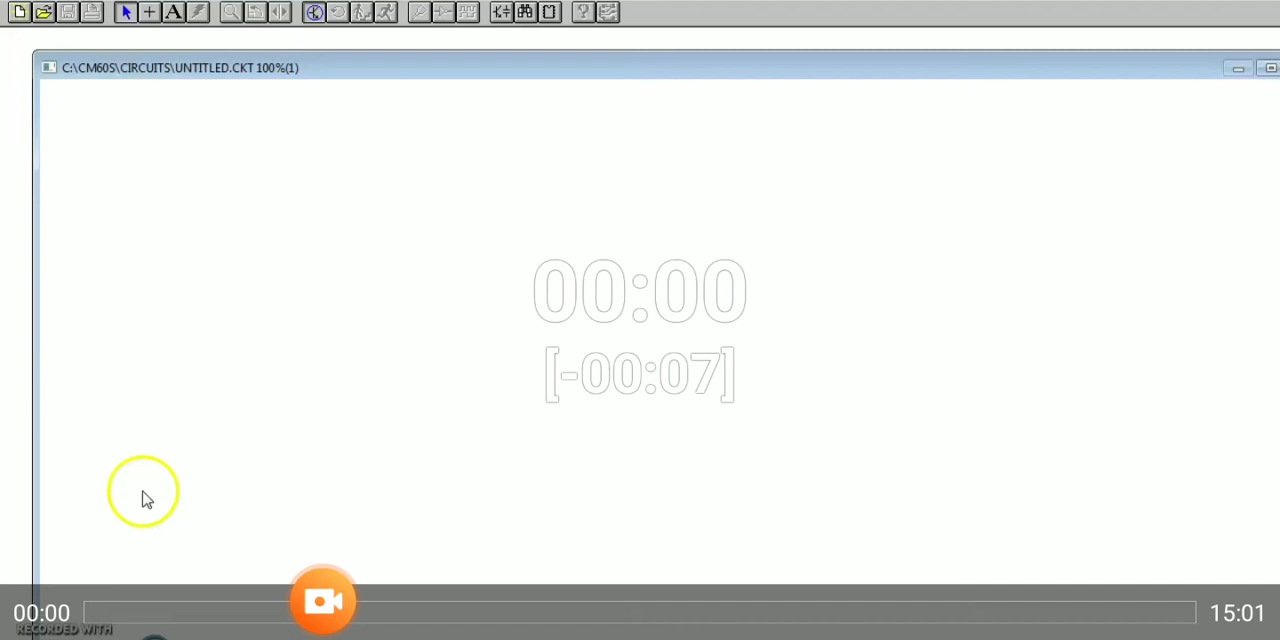 A
?
C:\CM60S\CIRCUITS\UNTITLED.CKT 100%(1)
00:00
[-00:07]
00:00
15:01
RECORDED WITH